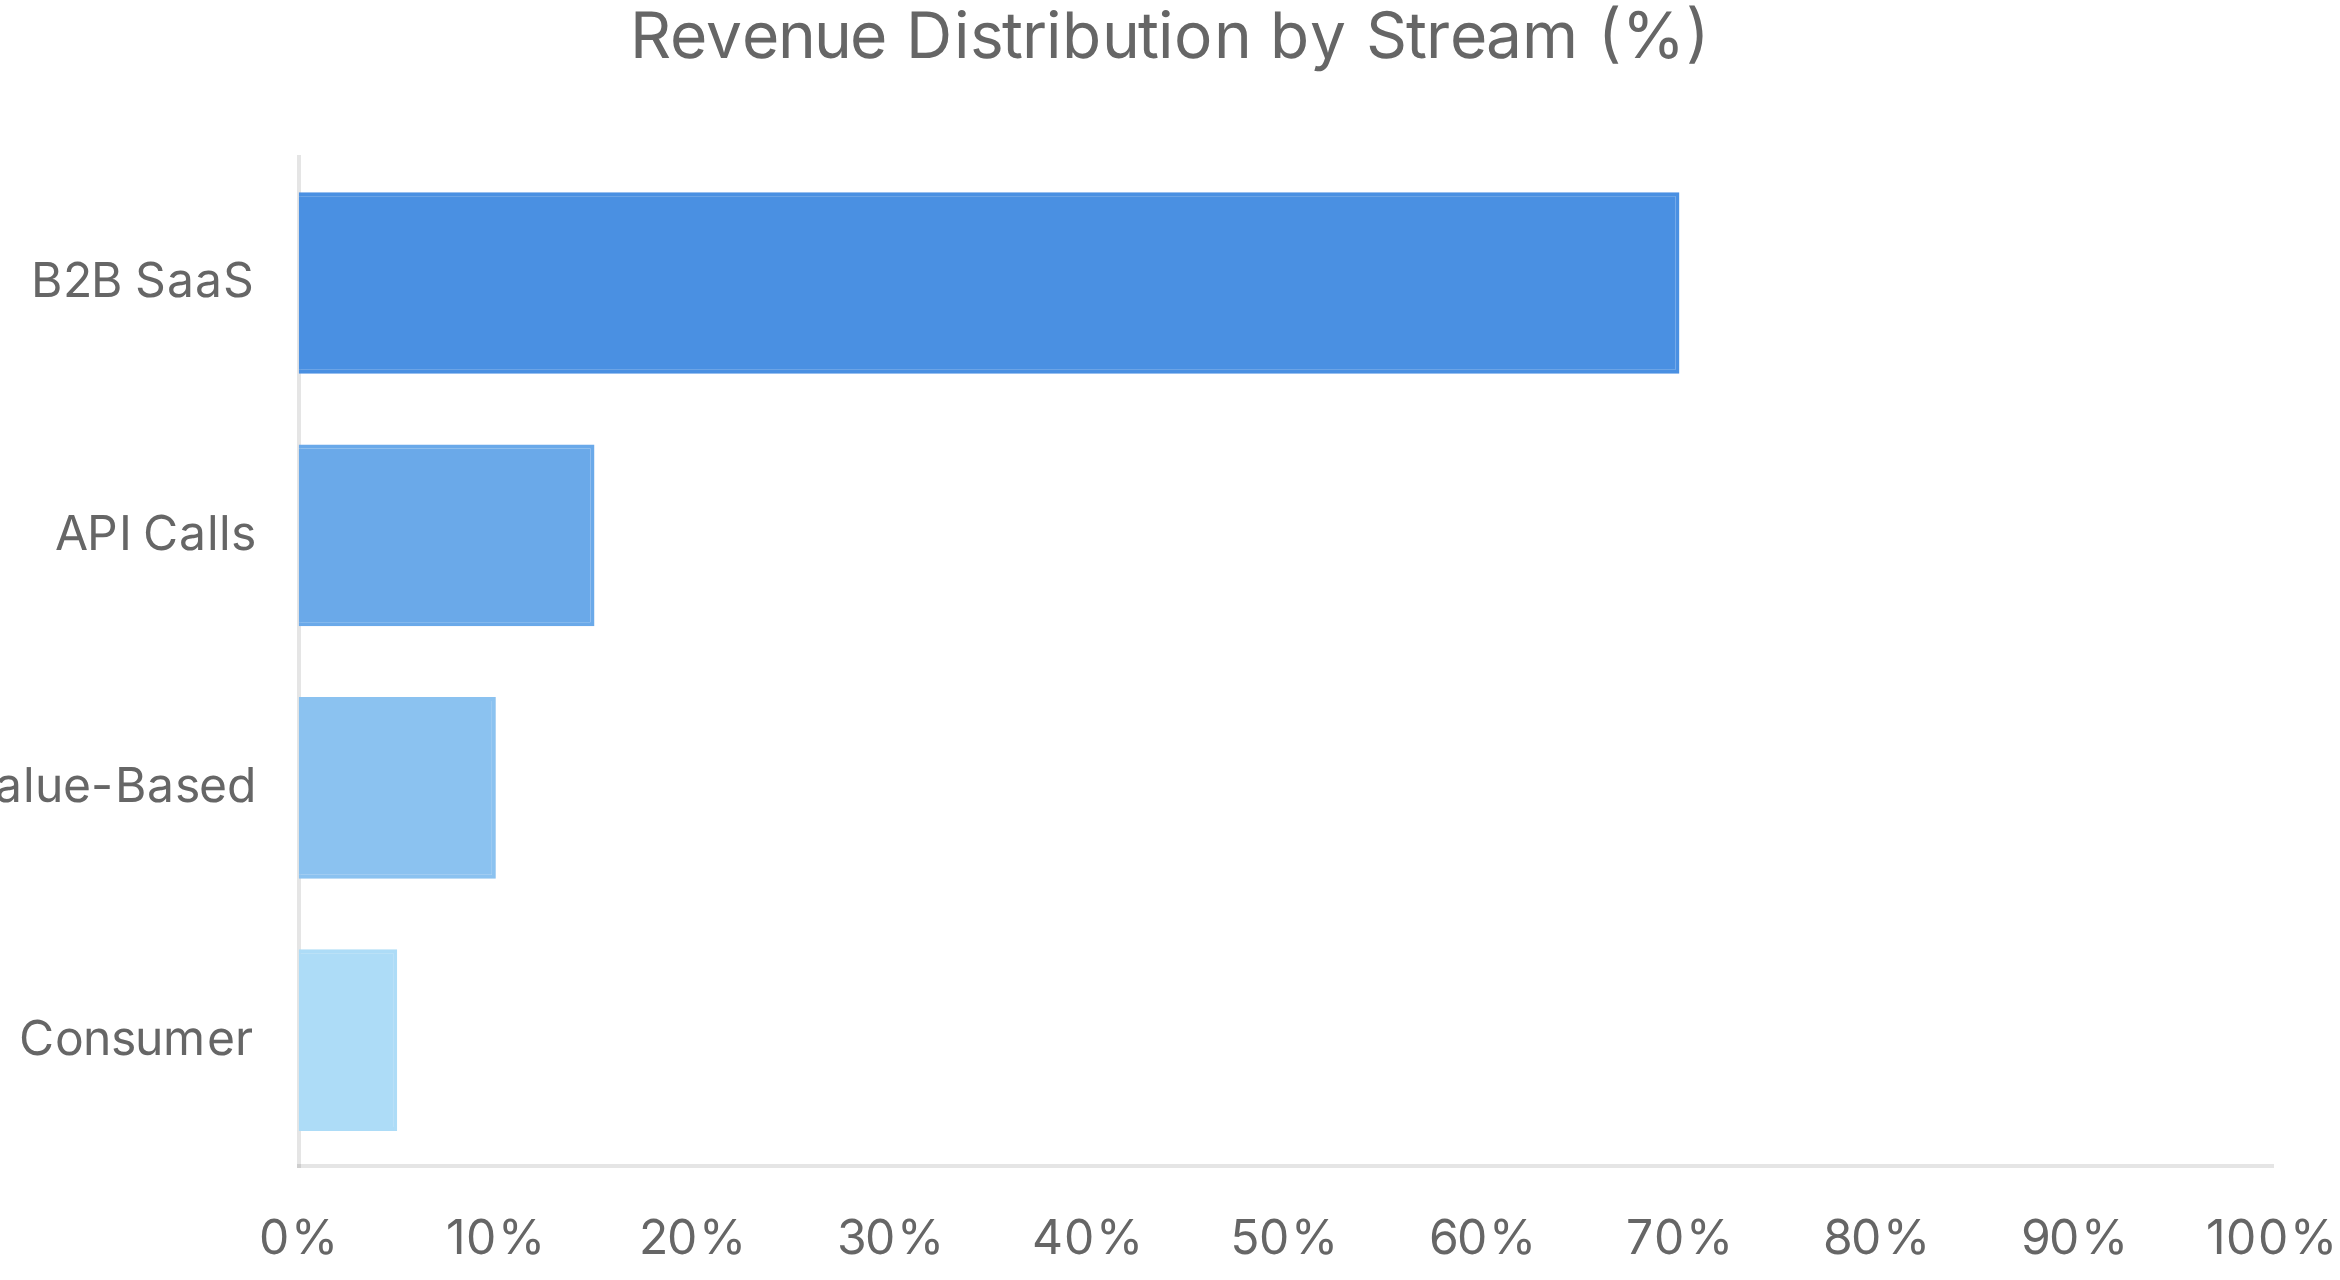 Revenue Distribution by Stream (%)
B2B SaaS
API Calls
alue-Based
Consumer
0% 10% 20% 30% 40% 50% 60% 70% 80% 90% 100%